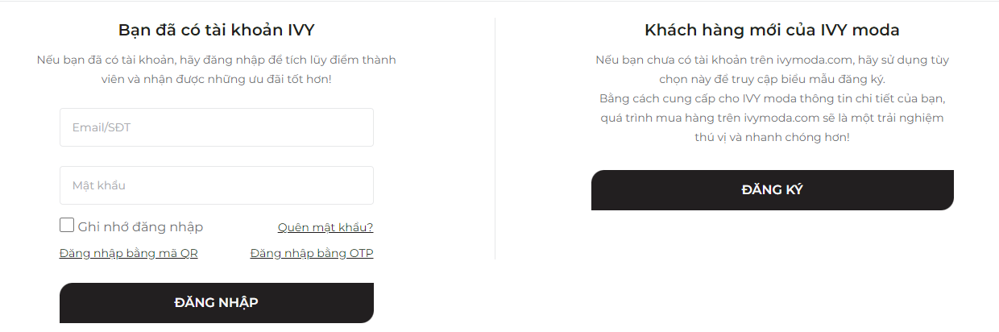 Bạn đã có tài khoản IVY
Nếu bạn đã có tài khoản, hãy đăng nhập để tích lũy điểm thành
viên và nhận được những ưu đãi tốt hơn!
Email/SĐT
Mật khẩu
Ghi nhớ đăng nhập
Quên mật khẩu?
Đăng nhập bằng mã QR
Đăng nhập bằng OTP
ĐĂNG NHẬP
Khách hàng mới của IVY moda
Nếu bạn chưa có tài khoản trên ivymoda.com, hãy sử dụng tùy
chọn này để truy cập biểu mẫu đăng ký.
Bằng cách cung cấp cho IVY moda thông tin chi tiết của bạn,
quá trình mua hàng trên ivymoda.com sẽ là một trải nghiệm
thú vị và nhanh chóng hơn!
ĐĂNG KÝ